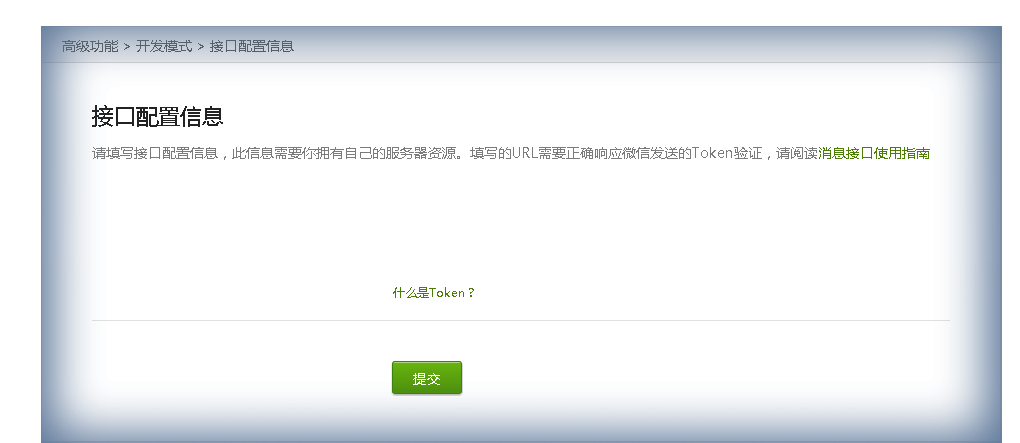 高级功能 > 开发模式 > 接口配置信息
接口配置信息
请填写接口配置信息，此信息需要你拥有自己的服务器资源。填写的URL需要正确响应微信发送的Token验证，请阅读消息接口使用指南
什么是Token？
提交